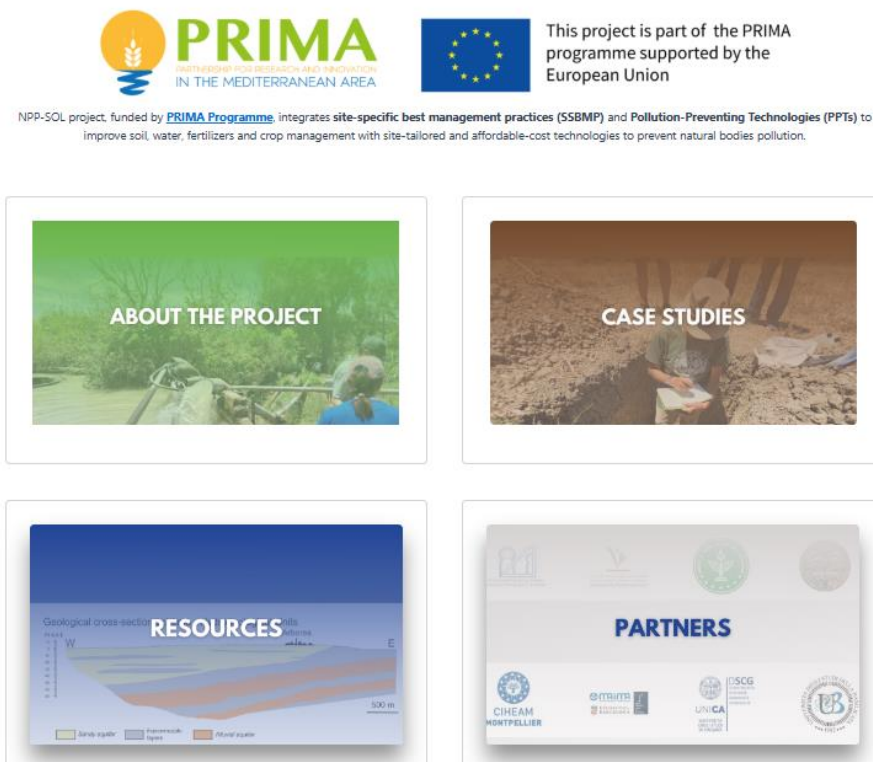 PRIMA
PARTNERSHIP FOR RESEARCH AND INNOVATION
IN THE MEDITERRANEAN AREA
This project is part of the PRIMA
programme supported by the
European Union
NPP-SOL project, funded by PRIMA Programme, integrates site-specific best management practices (SSBMP) and Pollution-Preventing Technologies (PPTs) to
improve soil, water, fertilizers and crop management with site-tailored and affordable-cost technologies to prevent natural bodies pollution.
ABOUT THE PROJECT
CASE STUDIES
Geological cross-section
RESOURCES
W
E
500 m
Sandy aquifer
Impermeable
layers
Alluvial aquifer
PARTNERS
CIHEAM
MONTPELLIER
UNICA
DSCG